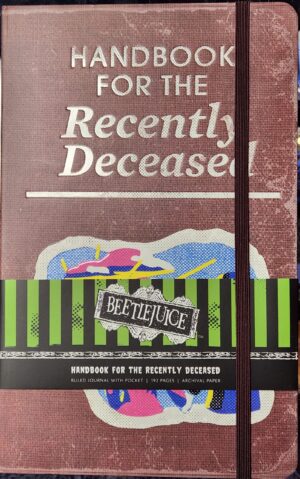 HANDBOOK
FOR THE
Recently
Deceased
BEETLEJUICE
HANDBOOK FOR THE RECENTLY DECEASED
RULED JOURNAL WITH POCKET | 192 PAGES | ARCHIVAL PAPER